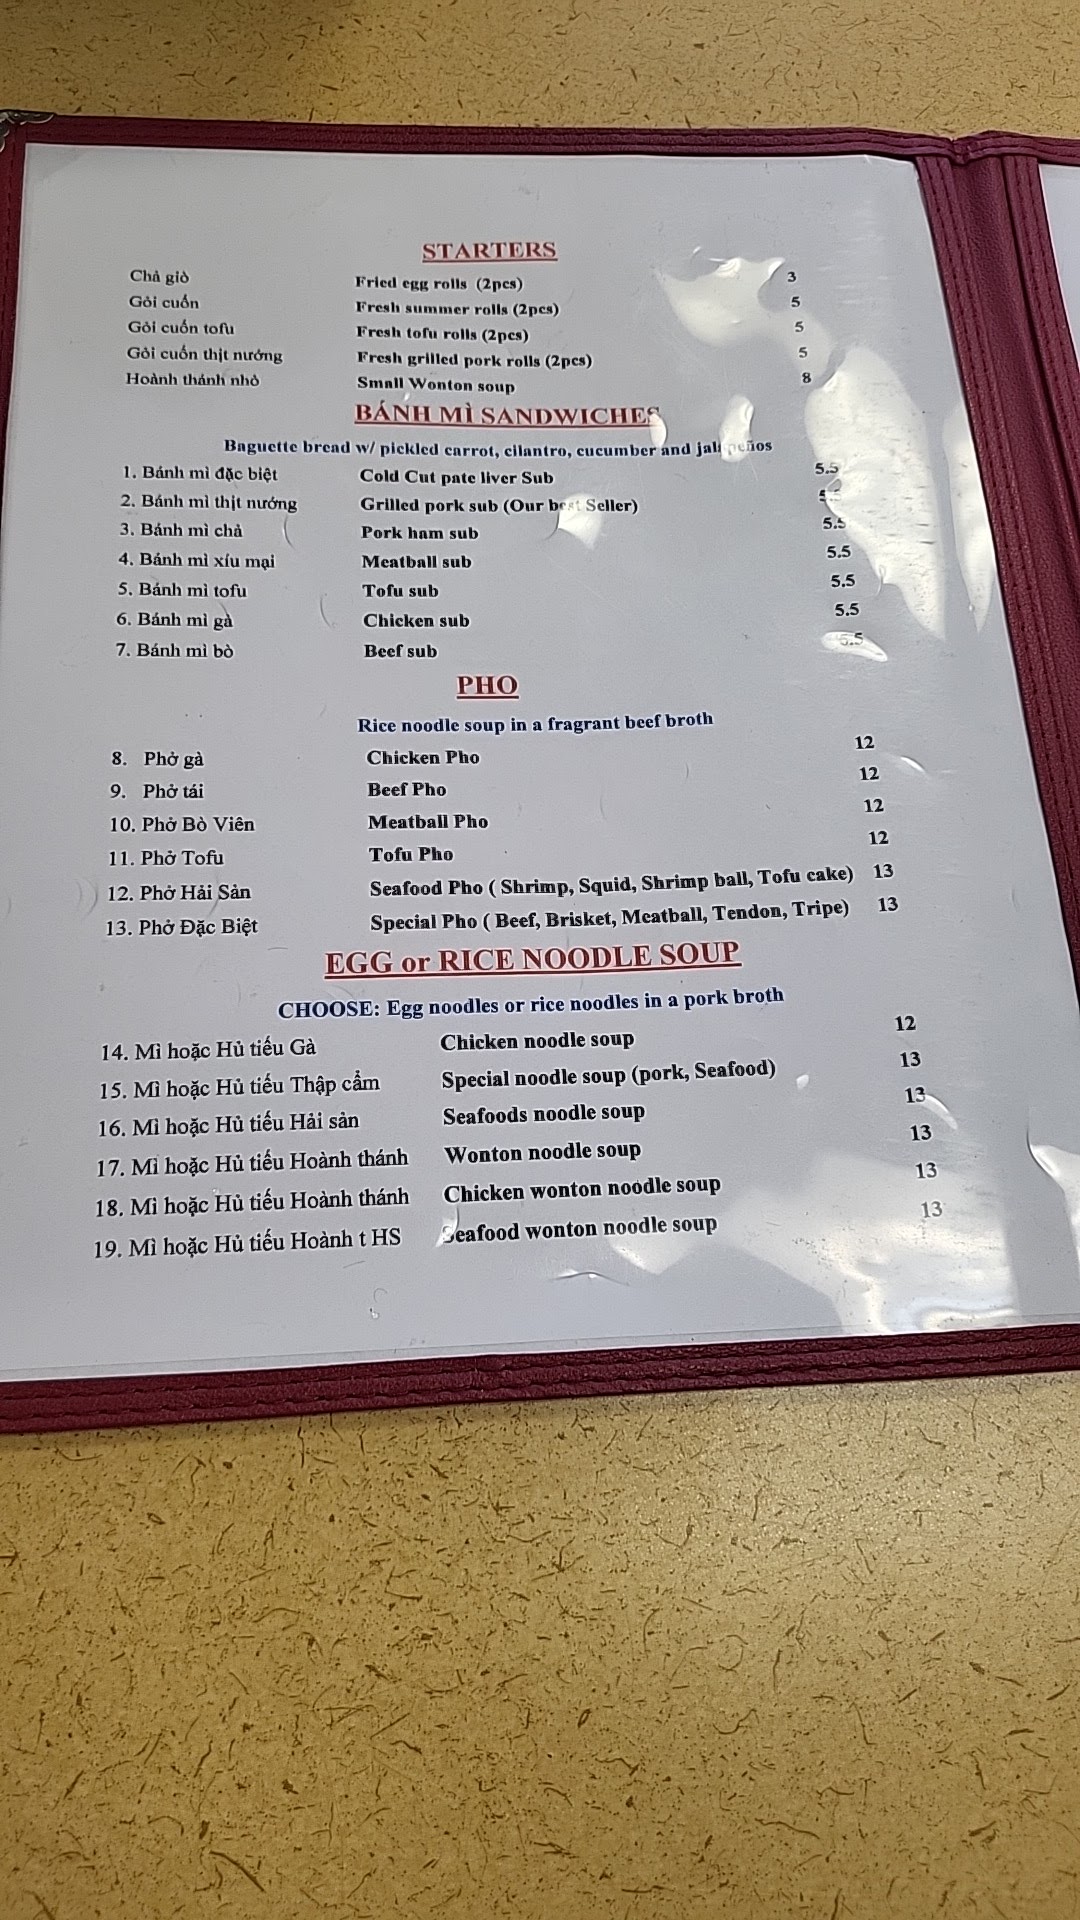 STARTERS
Chả giò Fried egg rolls (2pcs) 3
Gỏi cuốn Fresh summer rolls (2pcs) 5
Gỏi cuốn tofu Fresh tofu rolls (2pcs) 5
Gỏi cuốn thịt nướng Fresh grilled pork rolls (2pcs) 5
Hoành thánh nhỏ Small Wonton soup 8
BÁNH MÌ SANDWICHES
Baguette bread w/ pickled carrot, cilantro, cucumber and jalapeños
1. Bánh mì đặc biệt Cold Cut pate liver Sub 5.5
2. Bánh mì thịt nướng Grilled pork sub (Our best Seller) 5.5
3. Bánh mì chả Pork ham sub 5.5
4. Bánh mì xíu mại Meatball sub 5.5
5. Bánh mì tofu Tofu sub 5.5
6. Bánh mì gà Chicken sub 5.5
7. Bánh mì bò Beef sub 5.5
PHO
Rice noodle soup in a fragrant beef broth
8. Phở gà Chicken Pho 12
9. Phở tái Beef Pho 12
10. Phở Bò Viên Meatball Pho 12
11. Phở Tofu Tofu Pho 12
12. Phở Hải Sản Seafood Pho ( Shrimp, Squid, Shrimp ball, Tofu cake) 13
13. Phở Đặc Biệt Special Pho ( Beef, Brisket, Meatball, Tendon, Tripe) 13
EGG or RICE NOODLE SOUP
CHOOSE: Egg noodles or rice noodles in a pork broth
14. Mì hoặc Hủ tiếu Gà Chicken noodle soup 12
15. Mì hoặc Hủ tiếu Thập cẩm Special noodle soup (pork, Seafood) 13
16. Mì hoặc Hủ tiếu Hải sản Seafoods noodle soup 13
17. Mì hoặc Hủ tiếu Hoành thánh Wonton noodle soup 13
18. Mì hoặc Hủ tiếu Hoành thánh Chicken wonton noodle soup 13
19. Mì hoặc Hủ tiếu Hoành t HS Seafood wonton noodle soup 13